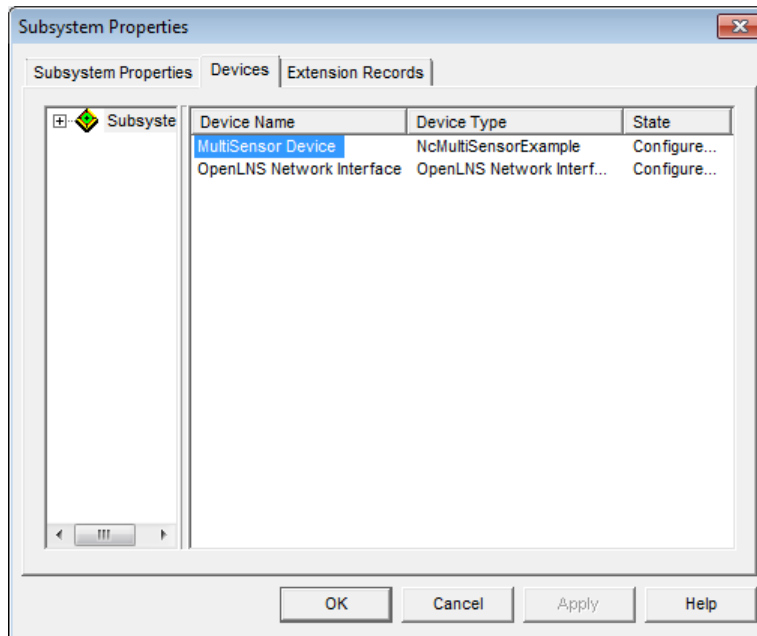 Subsystem Properties
Subsystem Properties Devices Extension Records
Subsyste Device Name Device Type State
MultiSensor Device NcMultiSensorExample Configure...
OpenLNS Network Interface OpenLNS Network Interf... Configure...
OK Cancel Apply Help